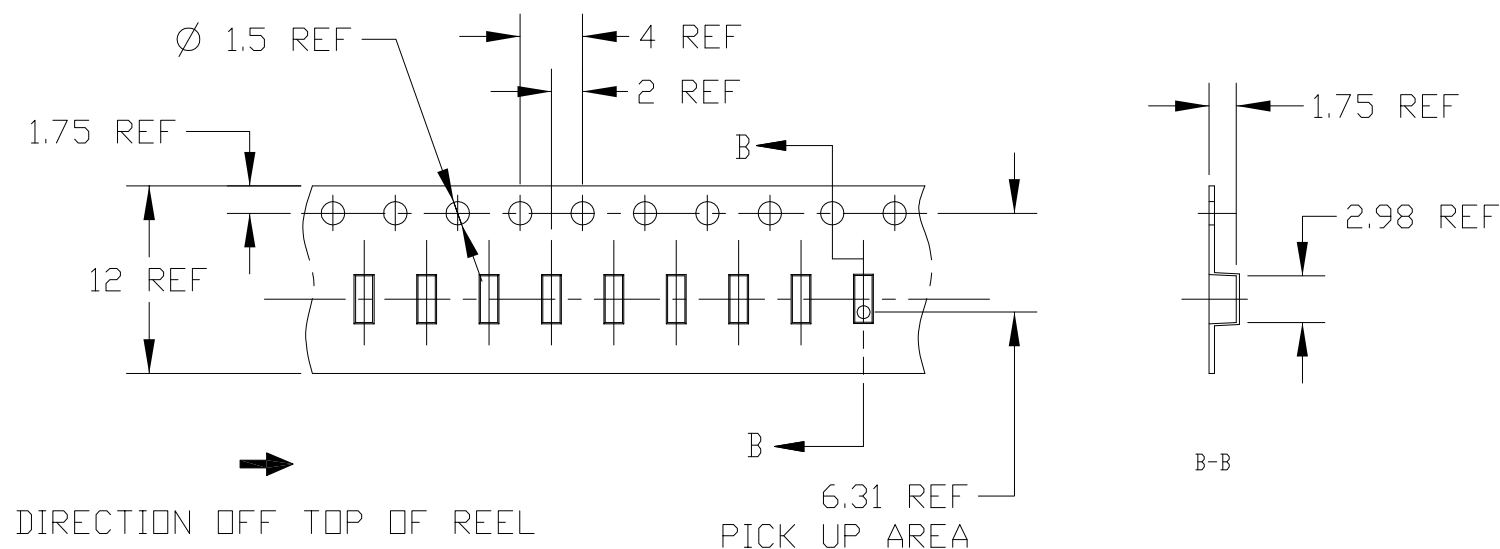 Ø 1.5 REF
4 REF
2 REF
1.75 REF
1.75 REF
B
2.98 REF
12 REF
B
B-B
6.31 REF
DIRECTION OFF TOP OF REEL
PICK UP AREA